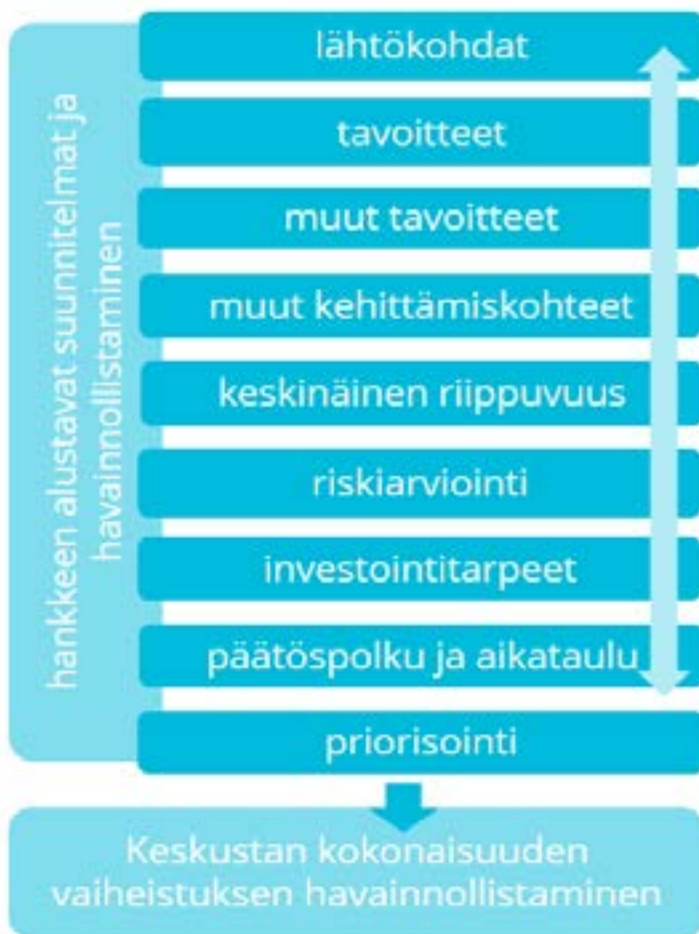 hankkeen alustavat suunnitelmat ja
havainnollistaminen
lähtökohdat
tavoitteet
muut tavoitteet
muut kehittämiskohteet
keskinäinen riippuvuus
riskiarviointi
investointitarpeet
päätöspolku ja aikataulu
priorisointi
Keskustan kokonaisuuden
vaiheistuksen havainnollistaminen